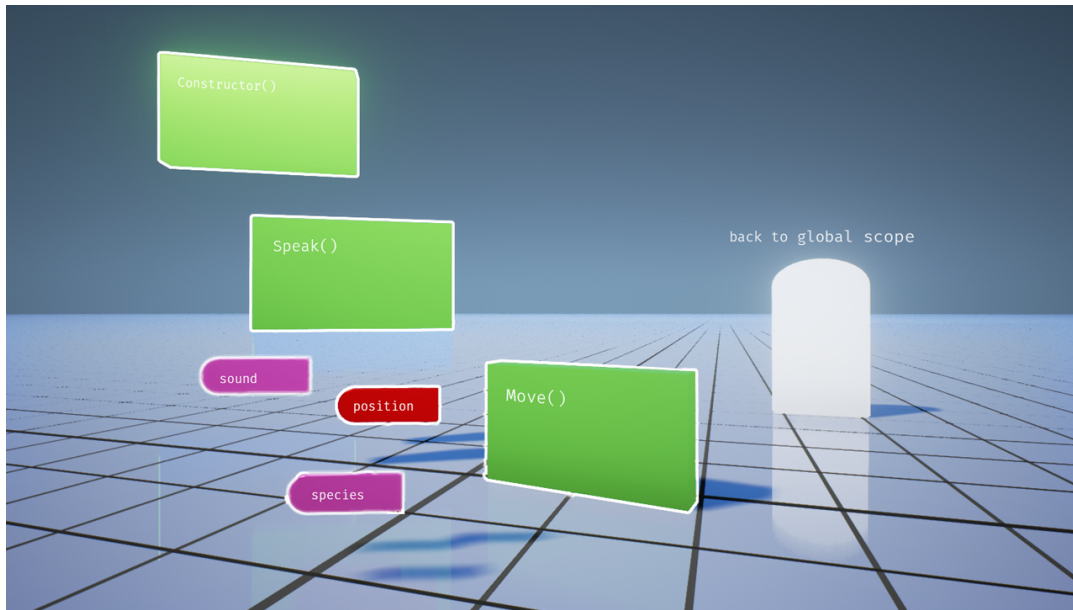 Constructor()
Speak()
back to global scope
sound
position
Move()
species